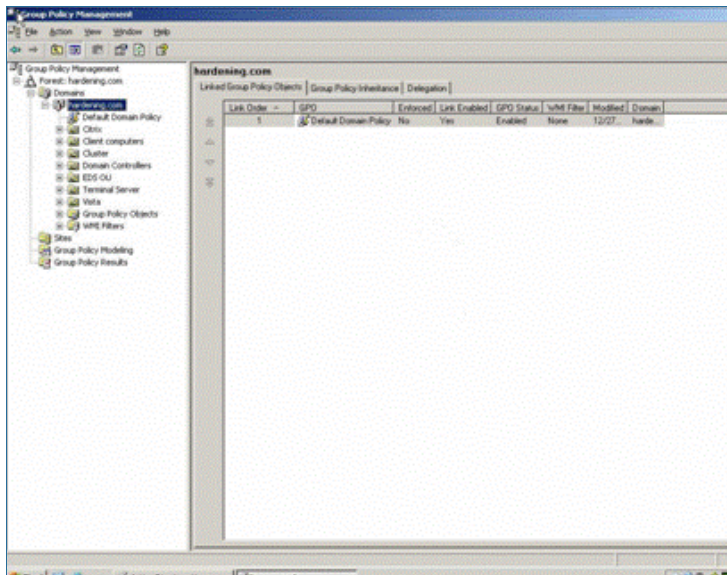 Group Policy Management
File Action View Window Help
Group Policy Management
Forest: hardening.com
Domains
hardening.com
Default Domain Policy
Citrix
Client computers
Cluster
Domain Controllers
EDS OU
Terminal Server
Vista
Group Policy Objects
WMI Filters
Sites
Group Policy Modeling
Group Policy Results
hardening.com
Linked Group Policy Objects Group Policy Inheritance Delegation
Link Order GPO Enforced Link Enabled GPO Status WMI Filter Modified Domain
1 Default Domain Policy No Yes Enabled None 12/27... harde...